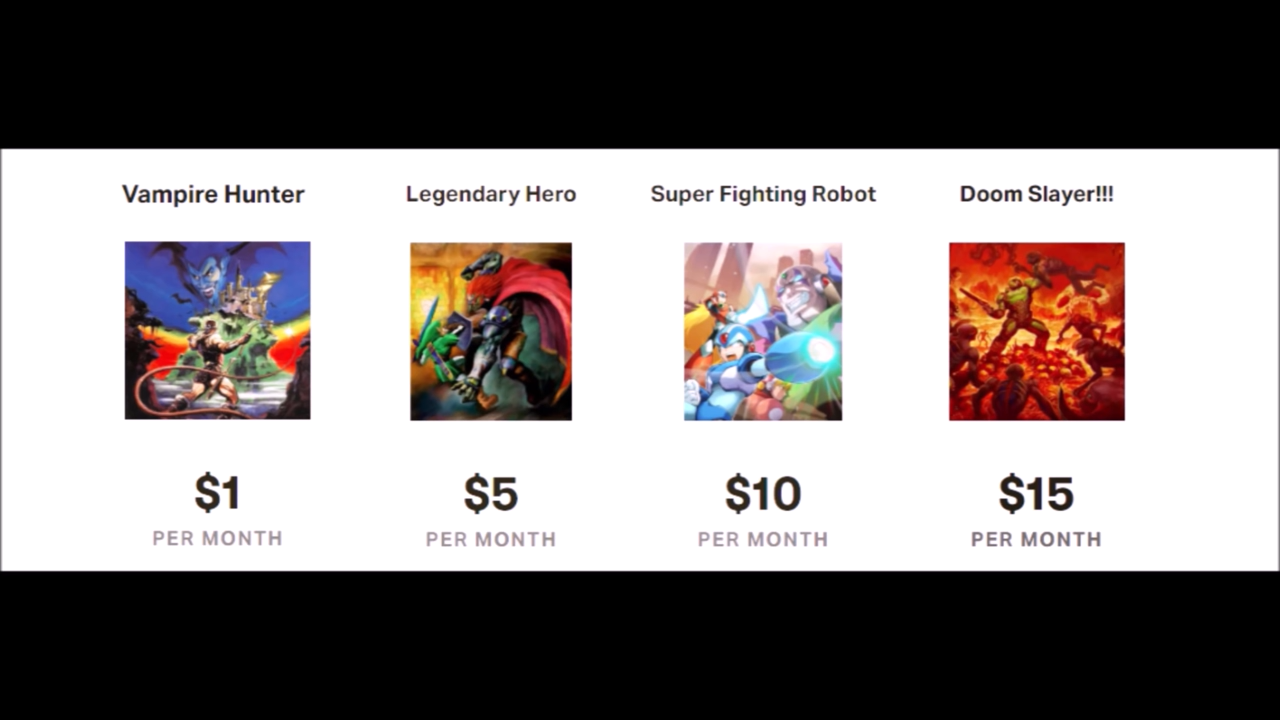 Vampire Hunter
Legendary Hero
Super Fighting Robot
Doom Slayer!!!
$1
PER MONTH
$5
PER MONTH
$10
PER MONTH
$15
PER MONTH